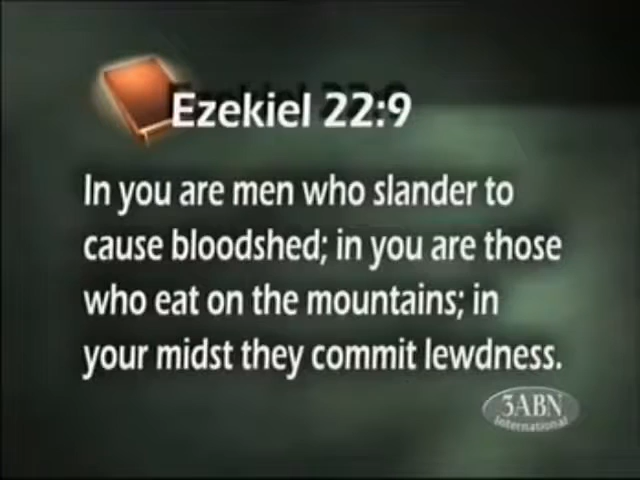 Ezekiel 22:9
In you are men who slander to
cause bloodshed; in you are those
who eat on the mountains; in
your midst they commit lewdness.
3ABN
International